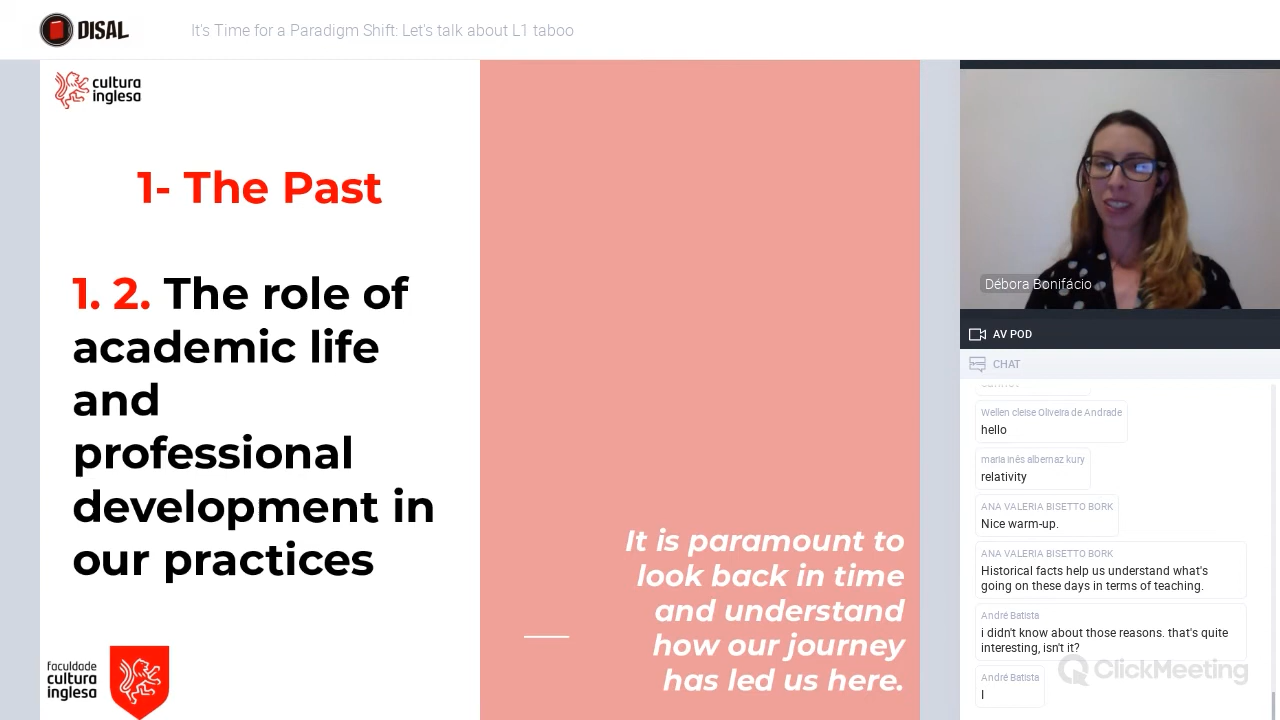 DISAL
It's Time for a Paradigm Shift: Let's talk about L1 taboo
cultura
inglesa
1- The Past
1. 2. The role of
academic life
and
professional
development in
our practices
faculdade
cultura
inglesa
It is paramount to
look back in time
and understand
how our journey
has led us here.
Débora Bonifácio
AV POD
CHAT
Wellen cleise Oliveira de Andrade
hello
maria inês albernaz kury
relativity
ANA VALERIA BISETTO BORK
Nice warm-up.
ANA VALERIA BISETTO BORK
Historical facts help us understand what's
going on these days in terms of teaching.
André Batista
i didn't know about those reasons. that's quite
interesting, isn't it?
André Batista
I
ClickMeeting